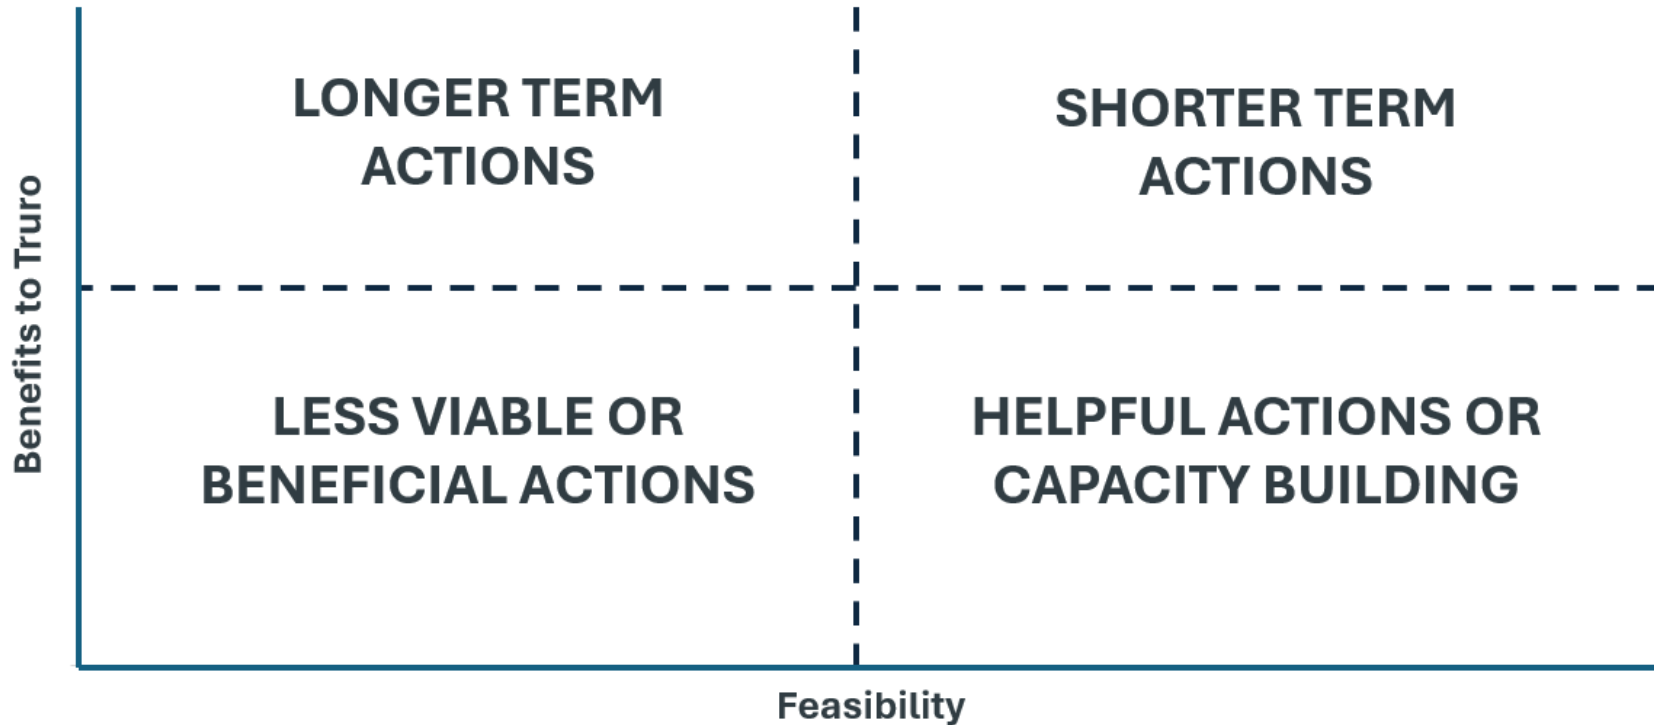 LONGER TERM
ACTIONS
SHORTER TERM
ACTIONS
Benefits to Truro
LESS VIABLE OR
BENEFICIAL ACTIONS
HELPFUL ACTIONS OR
CAPACITY BUILDING
Feasibility